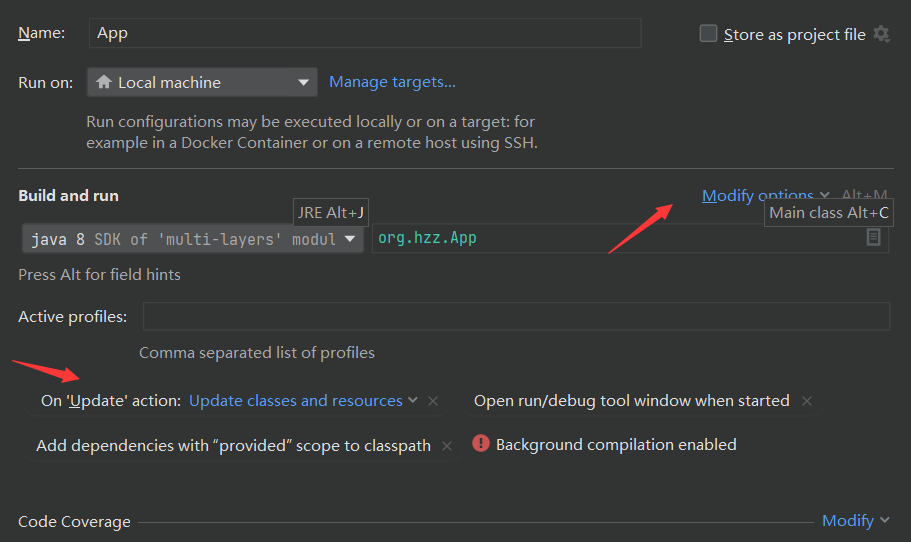 Name: App Store as project file
Run on: Local machine Manage targets...
Run configurations may be executed locally or on a target: for
example in a Docker Container or on a remote host using SSH.
Build and run Modify options Alt+M
JRE Alt+J Main class Alt+C
java 8 SDK of 'multi-layers' modul org.hzz.App
Press Alt for field hints
Active profiles:
Comma separated list of profiles
On 'Update' action: Update classes and resources Open run/debug tool window when started
Add dependencies with “provided” scope to classpath Background compilation enabled
Code Coverage Modify